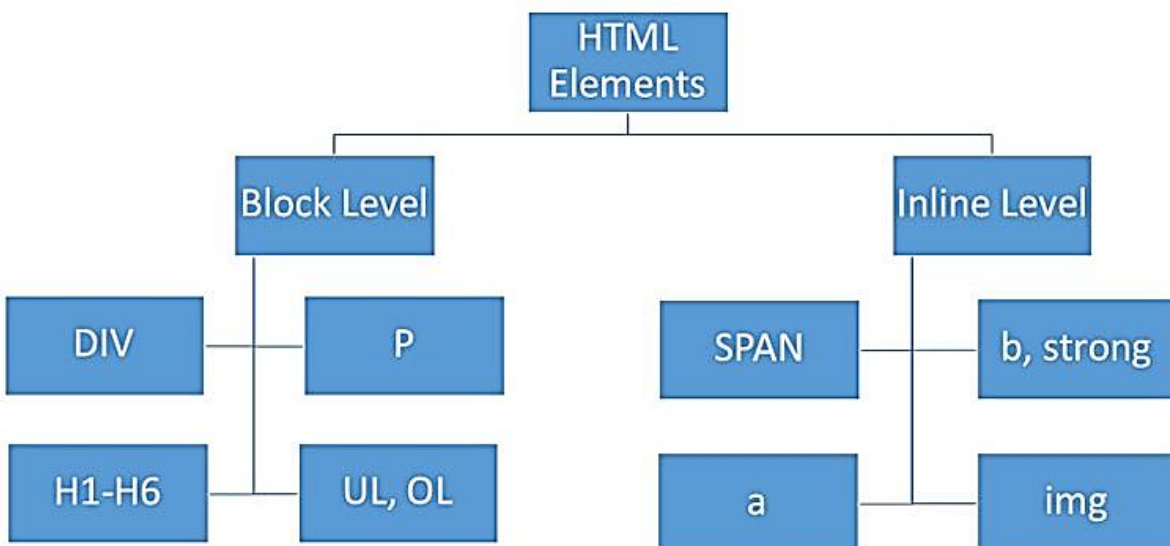 HTML
Elements
Block Level
Inline Level
DIV
P
SPAN
b, strong
H1-H6
UL, OL
a
img